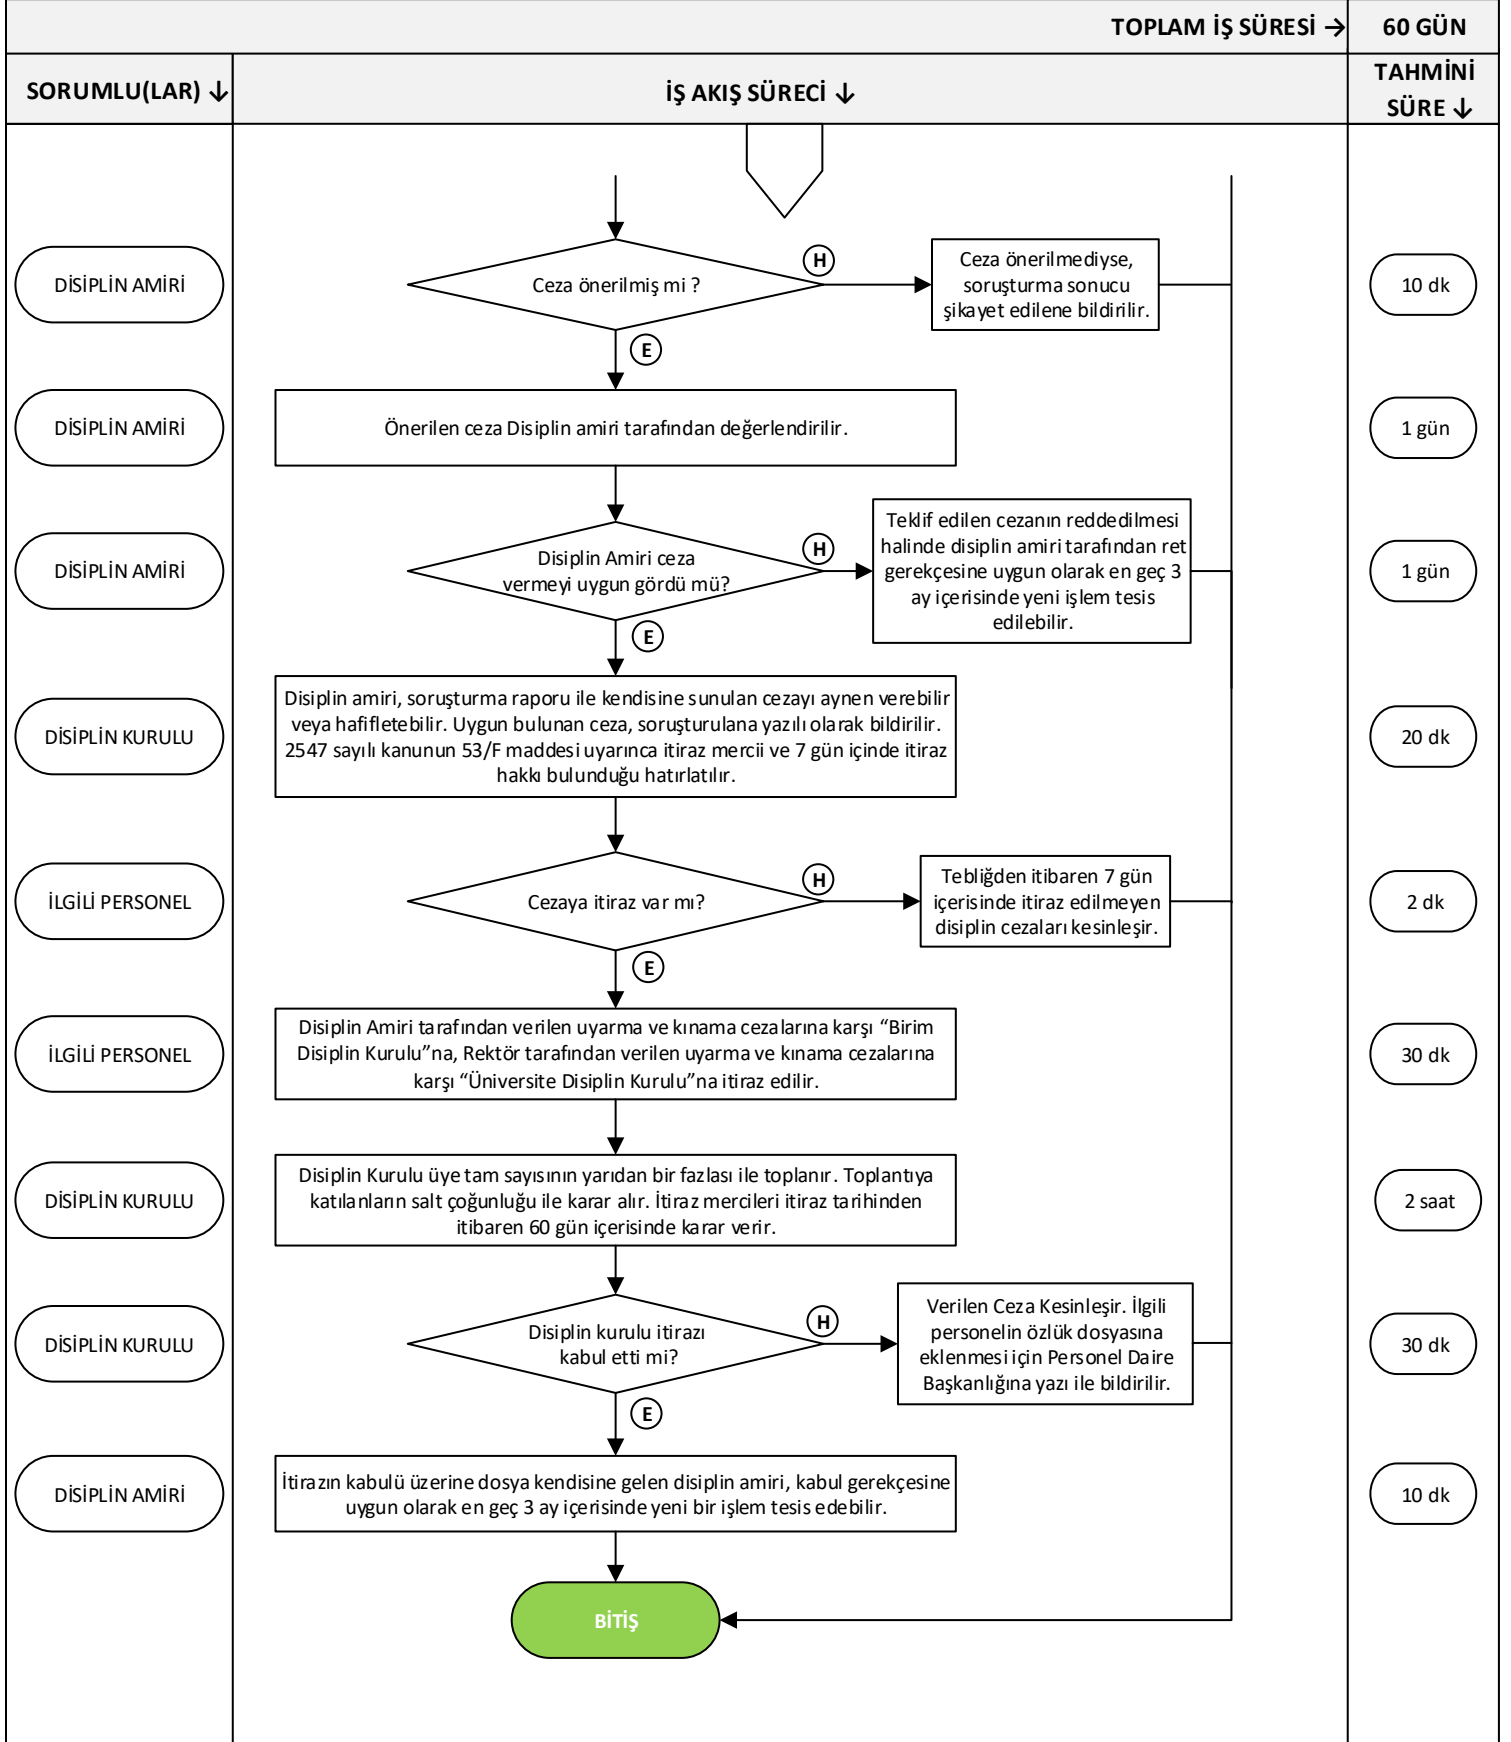 TOPLAM İŞ SÜRESİ →
60 GÜN
SORUMLU(LAR) ↓
İŞ AKIŞ SÜRECİ ↓
TAHMİNİ
SÜRE ↓
DİSİPLİN AMİRİ
Ceza önerilmiş mi ?
H
Ceza önerilmediyse,
soruşturma sonucu
şikayet edilene bildirilir.
10 dk
E
DİSİPLİN AMİRİ
Önerilen ceza Disiplin amiri tarafından değerlendirilir.
1 gün
DİSİPLİN AMİRİ
Disiplin Amiri ceza
vermeyi uygun gördü mü?
H
Teklif edilen cezanın reddedilmesi
halinde disiplin amiri tarafından ret
gerekçesine uygun olarak en geç 3
ay içerisinde yeni işlem tesis
edilebilir.
1 gün
E
DİSİPLİN KURULU
Disiplin amiri, soruşturma raporu ile kendisine sunulan cezayı aynen verebilir
veya hafifletebilir. Uygun bulunan ceza, soruşturulana yazılı olarak bildirilir.
2547 sayılı kanunun 53/F maddesi uyarınca itiraz mercii ve 7 gün içinde itiraz
hakkı bulunduğu hatırlatılır.
20 dk
İLGİLİ PERSONEL
Cezaya itiraz var mı?
H
Tebliğden itibaren 7 gün
içerisinde itiraz edilmeyen
disiplin cezaları kesinleşir.
2 dk
E
İLGİLİ PERSONEL
Disiplin Amiri tarafından verilen uyarma ve kınama cezalarına karşı “Birim
Disiplin Kurulu”na, Rektör tarafından verilen uyarma ve kınama cezalarına
karşı “Üniversite Disiplin Kurulu”na itiraz edilir.
30 dk
DİSİPLİN KURULU
Disiplin Kurulu üye tam sayısının yarıdan bir fazlası ile toplanır. Toplantıya
katılanların salt çoğunluğu ile karar alır. İtiraz mercileri itiraz tarihinden
itibaren 60 gün içerisinde karar verir.
2 saat
DİSİPLİN KURULU
Disiplin kurulu itirazı
kabul etti mi?
H
Verilen Ceza Kesinleşir. İlgili
personelin özlük dosyasına
eklenmesi için Personel Daire
Başkanlığına yazı ile bildirilir.
30 dk
E
DİSİPLİN AMİRİ
İtirazın kabulü üzerine dosya kendisine gelen disiplin amiri, kabul gerekçesine
uygun olarak en geç 3 ay içerisinde yeni bir işlem tesis edebilir.
10 dk
BİTİŞ